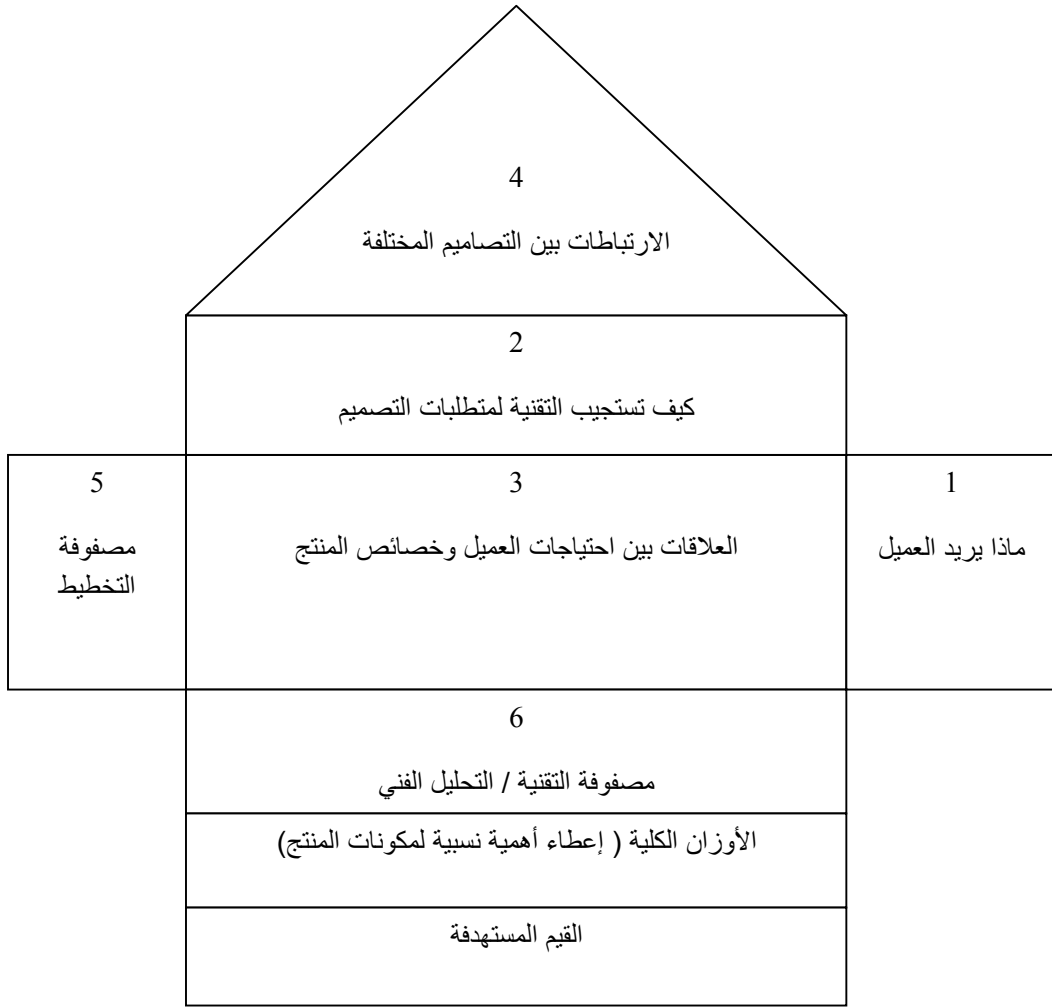 4
الارتباطات بين التصاميم المختلفة
2
كيف تستجيب التقنية لمتطلبات التصميم
1
ماذا يريد العميل
3
العلاقات بين احتياجات العميل وخصائص المنتج
5
مصفوفة
التخطيط
6
مصفوفة التقنية / التحليل الفني
الأوزان الكلية ( إعطاء أهمية نسبية لمكونات المنتج)
القيم المستهدفة